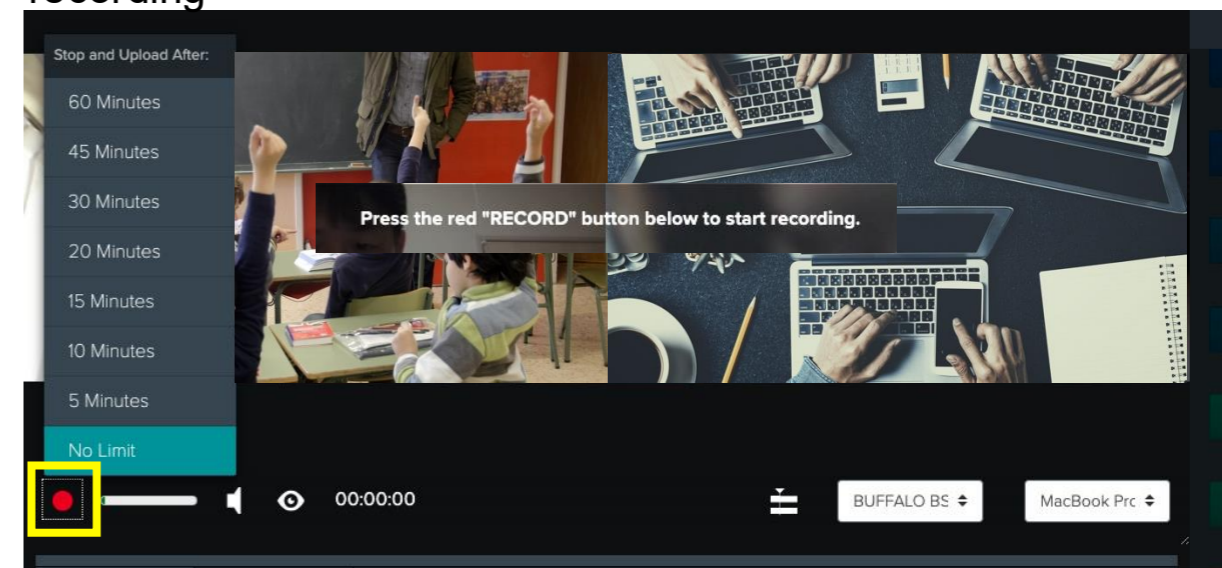 recording
Stop and Upload After:
60 Minutes
45 Minutes
30 Minutes
20 Minutes
15 Minutes
10 Minutes
5 Minutes
No Limit
Press the red "RECORD" button below to start recording.
00:00:00
BUFFALO BS
MacBook Prc